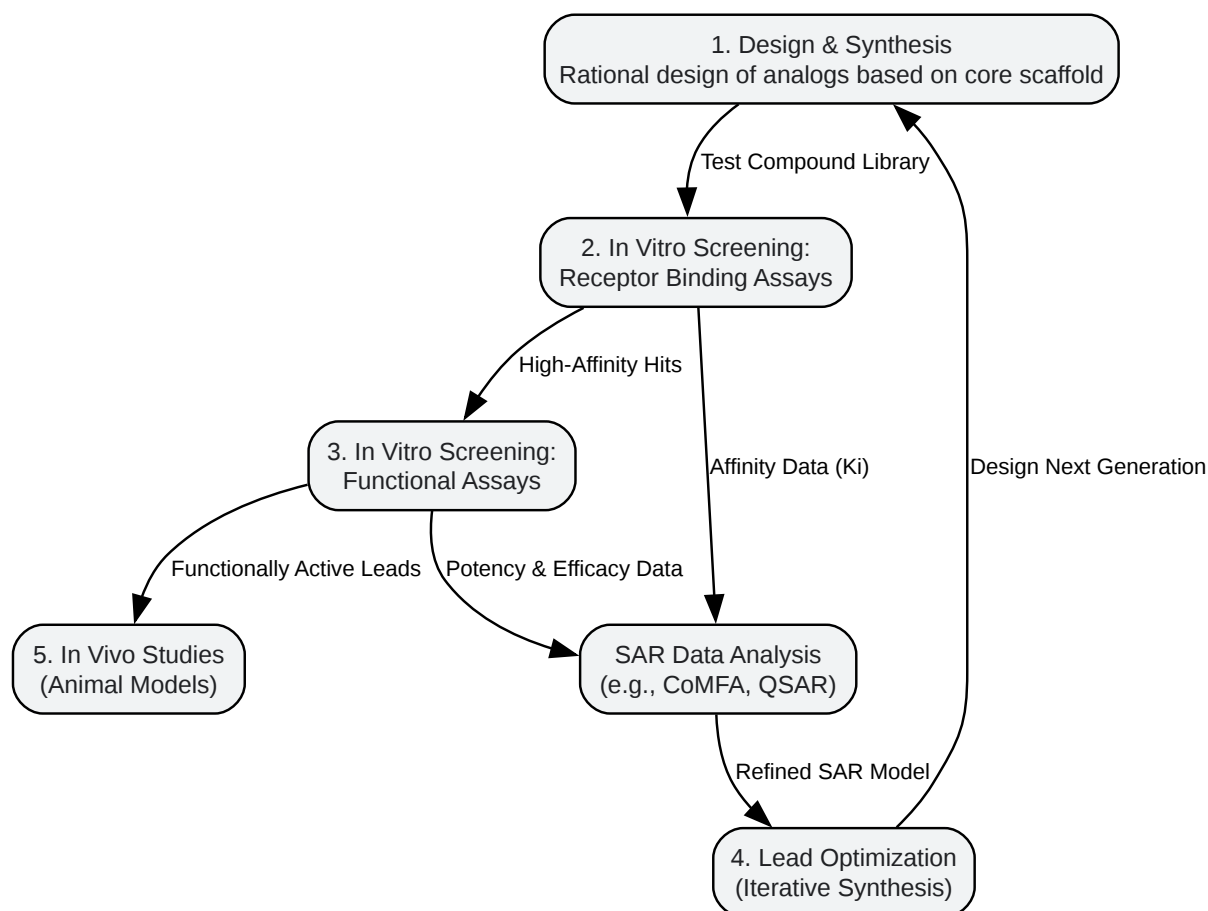 1. Design & Synthesis
Rational design of analogs based on core scaffold
Test Compound Library
2. In Vitro Screening:
Receptor Binding Assays
High-Affinity Hits
3. In Vitro Screening:
Functional Assays
Affinity Data (Ki)
Design Next Generation
Functionally Active Leads
Potency & Efficacy Data
5. In Vivo Studies
(Animal Models)
SAR Data Analysis
(e.g., CoMFA, QSAR)
Refined SAR Model
4. Lead Optimization
(Iterative Synthesis)